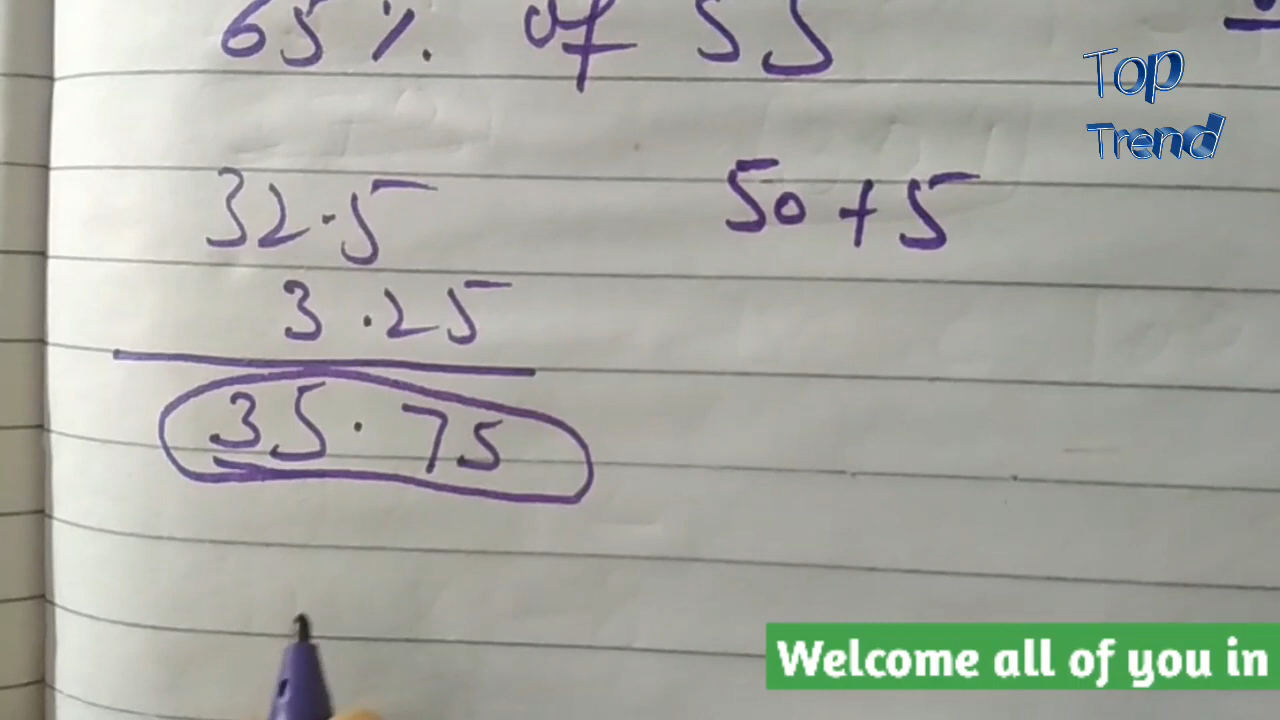 65% of 55
Top
Trend
32.5 50+5
3.25
35.75
Welcome all of you in